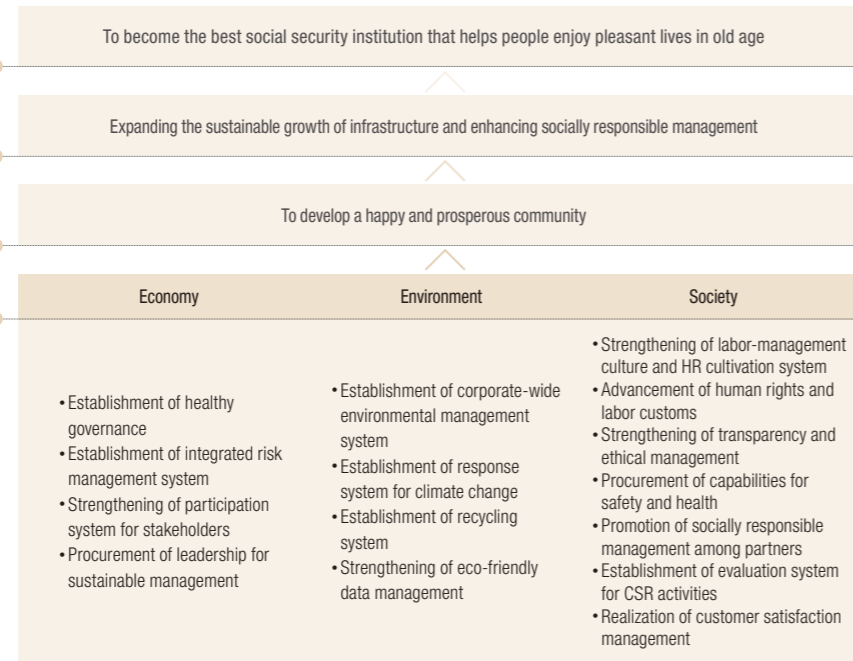 To become the best social security institution that helps people enjoy pleasant lives in old age
Expanding the sustainable growth of infrastructure and enhancing socially responsible management
To develop a happy and prosperous community
Economy
• Establishment of healthy
governance
• Establishment of integrated risk
management system
• Strengthening of participation
system for stakeholders
• Procurement of leadership for
sustainable management
Environment
• Establishment of corporate-wide
environmental management
system
• Establishment of response
system for climate change
• Establishment of recycling
system
• Strengthening of eco-friendly
data management
Society
• Strengthening of labor-management
culture and HR cultivation system
• Advancement of human rights and
labor customs
• Strengthening of transparency and
ethical management
• Procurement of capabilities for
safety and health
• Promotion of socially responsible
management among partners
• Establishment of evaluation system
for CSR activities
• Realization of customer satisfaction
management